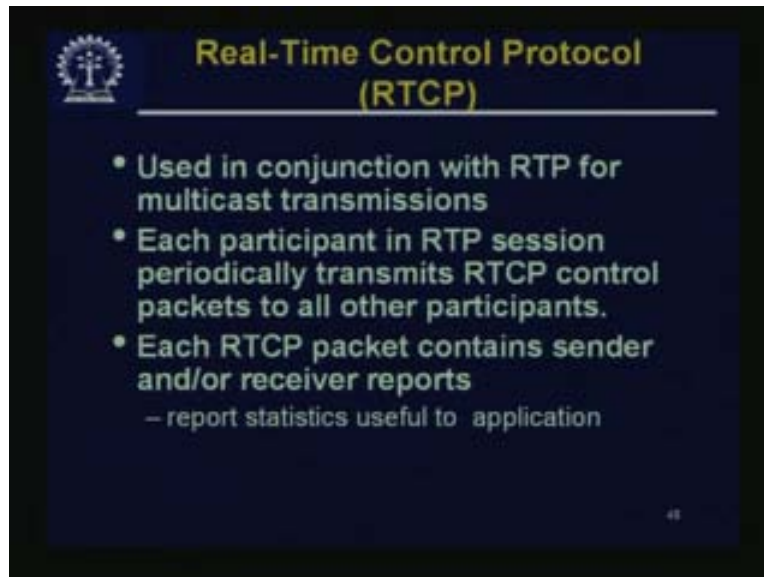 Real-Time Control Protocol
(RTCP)
• Used in conjunction with RTP for
multicast transmissions
• Each participant in RTP session
periodically transmits RTCP control
packets to all other participants.
• Each RTCP packet contains sender
and/or receiver reports
– report statistics useful to application